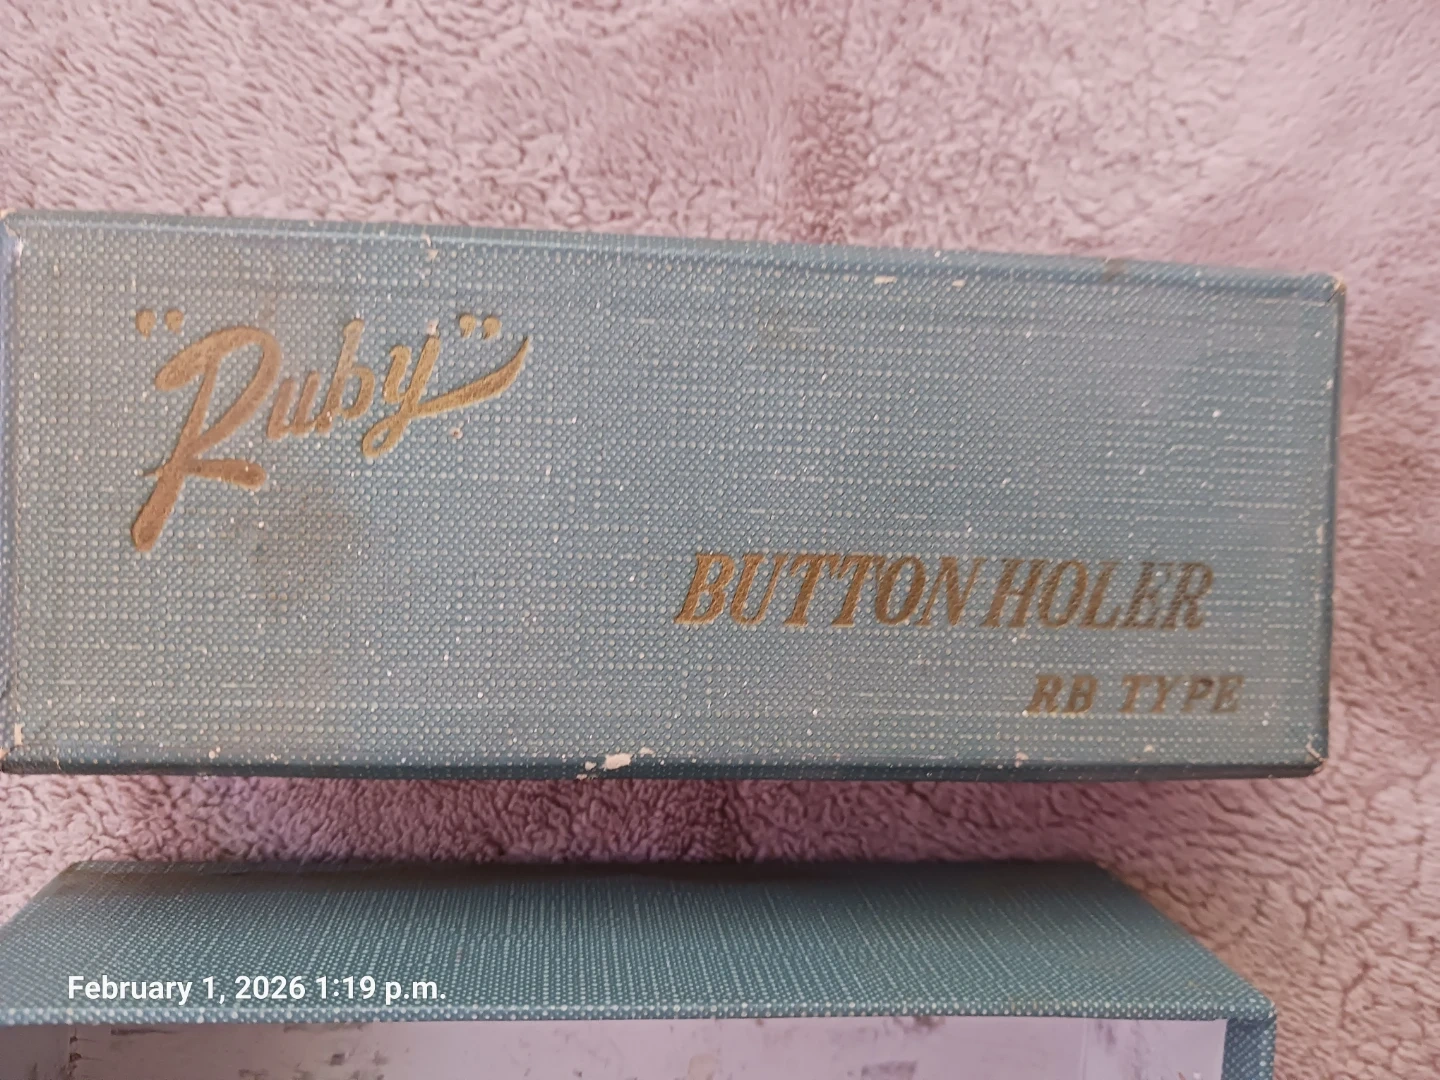 "Ruby"
BUTTON HOLER
RB TYPE
February 1, 2026 1:19 p.m.